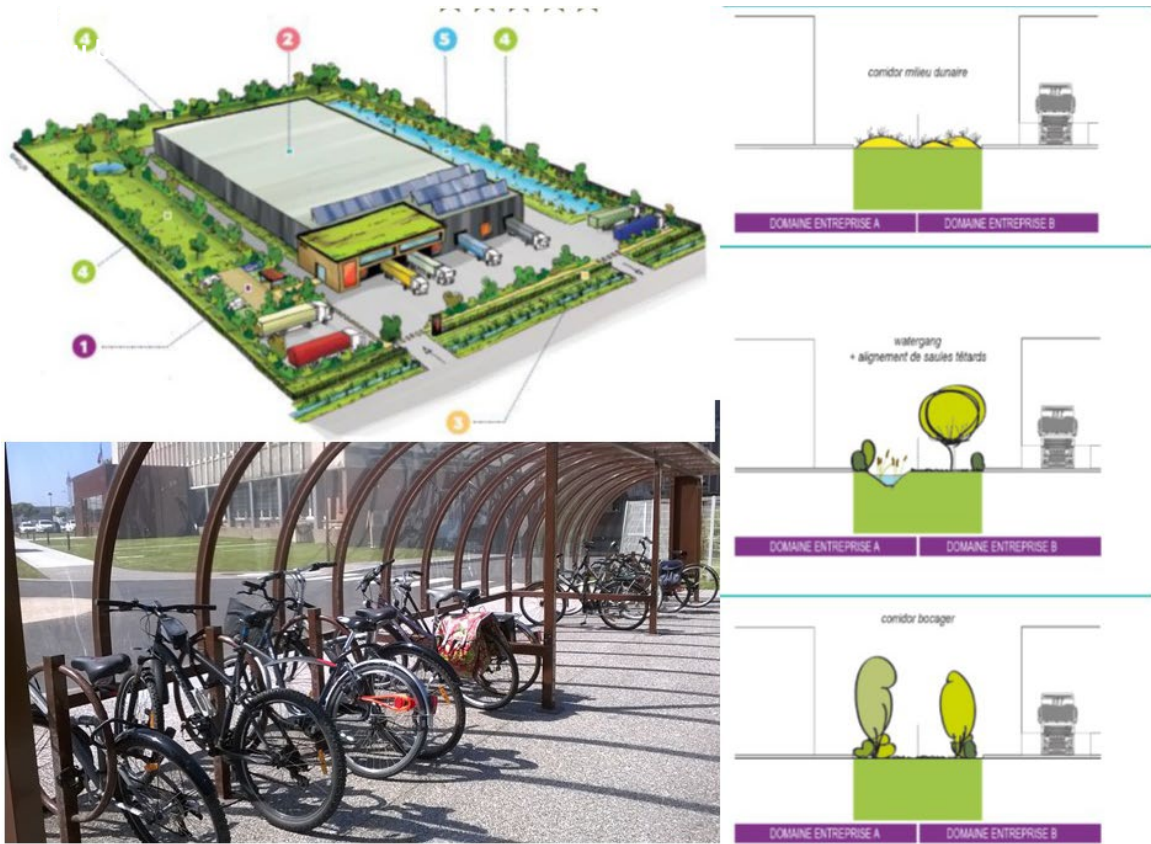 4
2
5
4
4
1
3
corridor milieu dunaire
DOMAINE ENTREPRISE A
DOMAINE ENTREPRISE B
watergang
+ alignement de saules têtards
DOMAINE ENTREPRISE A
DOMAINE ENTREPRISE B
corridor bocager
DOMAINE ENTREPRISE A
DOMAINE ENTREPRISE B